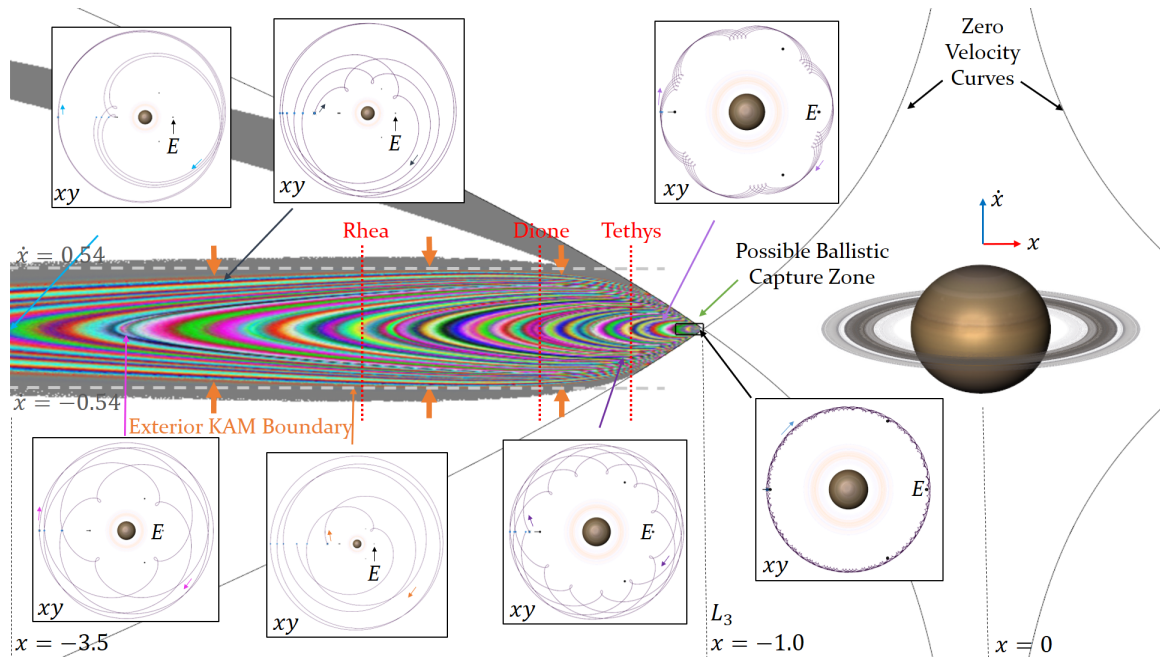 Zero
Velocity
Curves
E
xy
E
xy
E
xy
ẋ
x
Rhea
Dione
Tethys
Possible Ballistic
Capture Zone
ẋ = 0.54
ẋ = −0.54
Exterior KAM Boundary
E
xy
E
xy
E
xy
E
xy
x = −3.5
L₃
x = −1.0
x = 0